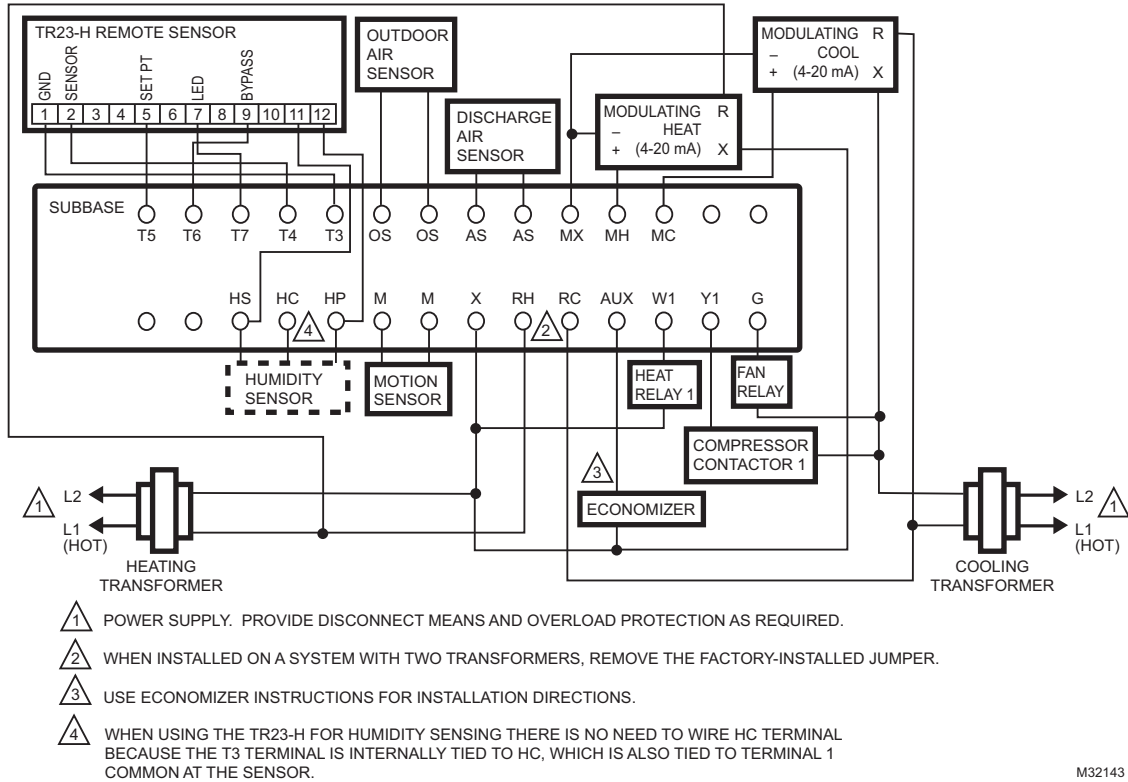 TR23-H REMOTE SENSOR
GND
SENSOR
SET PT
LED
BYPASS
1 2 3 4 5 6 7 8 9 10 11 12
OUTDOOR
AIR
SENSOR
DISCHARGE
AIR
SENSOR
MODULATING R
– HEAT
+ (4-20 mA) X
MODULATING R
– COOL
+ (4-20 mA) X
SUBBASE
T5 T6 T7 T4 T3 OS OS AS AS MX MH MC
HS HC HP M M X RH RC AUX W1 Y1 G
4
2
HUMIDITY
SENSOR
MOTION
SENSOR
HEAT
RELAY 1
FAN
RELAY
COMPRESSOR
CONTACTOR 1
3
ECONOMIZER
1
L2
L1
(HOT)
HEATING
TRANSFORMER
L2
1
L1
(HOT)
COOLING
TRANSFORMER
1 POWER SUPPLY. PROVIDE DISCONNECT MEANS AND OVERLOAD PROTECTION AS REQUIRED.
2 WHEN INSTALLED ON A SYSTEM WITH TWO TRANSFORMERS, REMOVE THE FACTORY-INSTALLED JUMPER.
3 USE ECONOMIZER INSTRUCTIONS FOR INSTALLATION DIRECTIONS.
4 WHEN USING THE TR23-H FOR HUMIDITY SENSING THERE IS NO NEED TO WIRE HC TERMINAL
BECAUSE THE T3 TERMINAL IS INTERNALLY TIED TO HC, WHICH IS ALSO TIED TO TERMINAL 1
COMMON AT THE SENSOR.
M32143